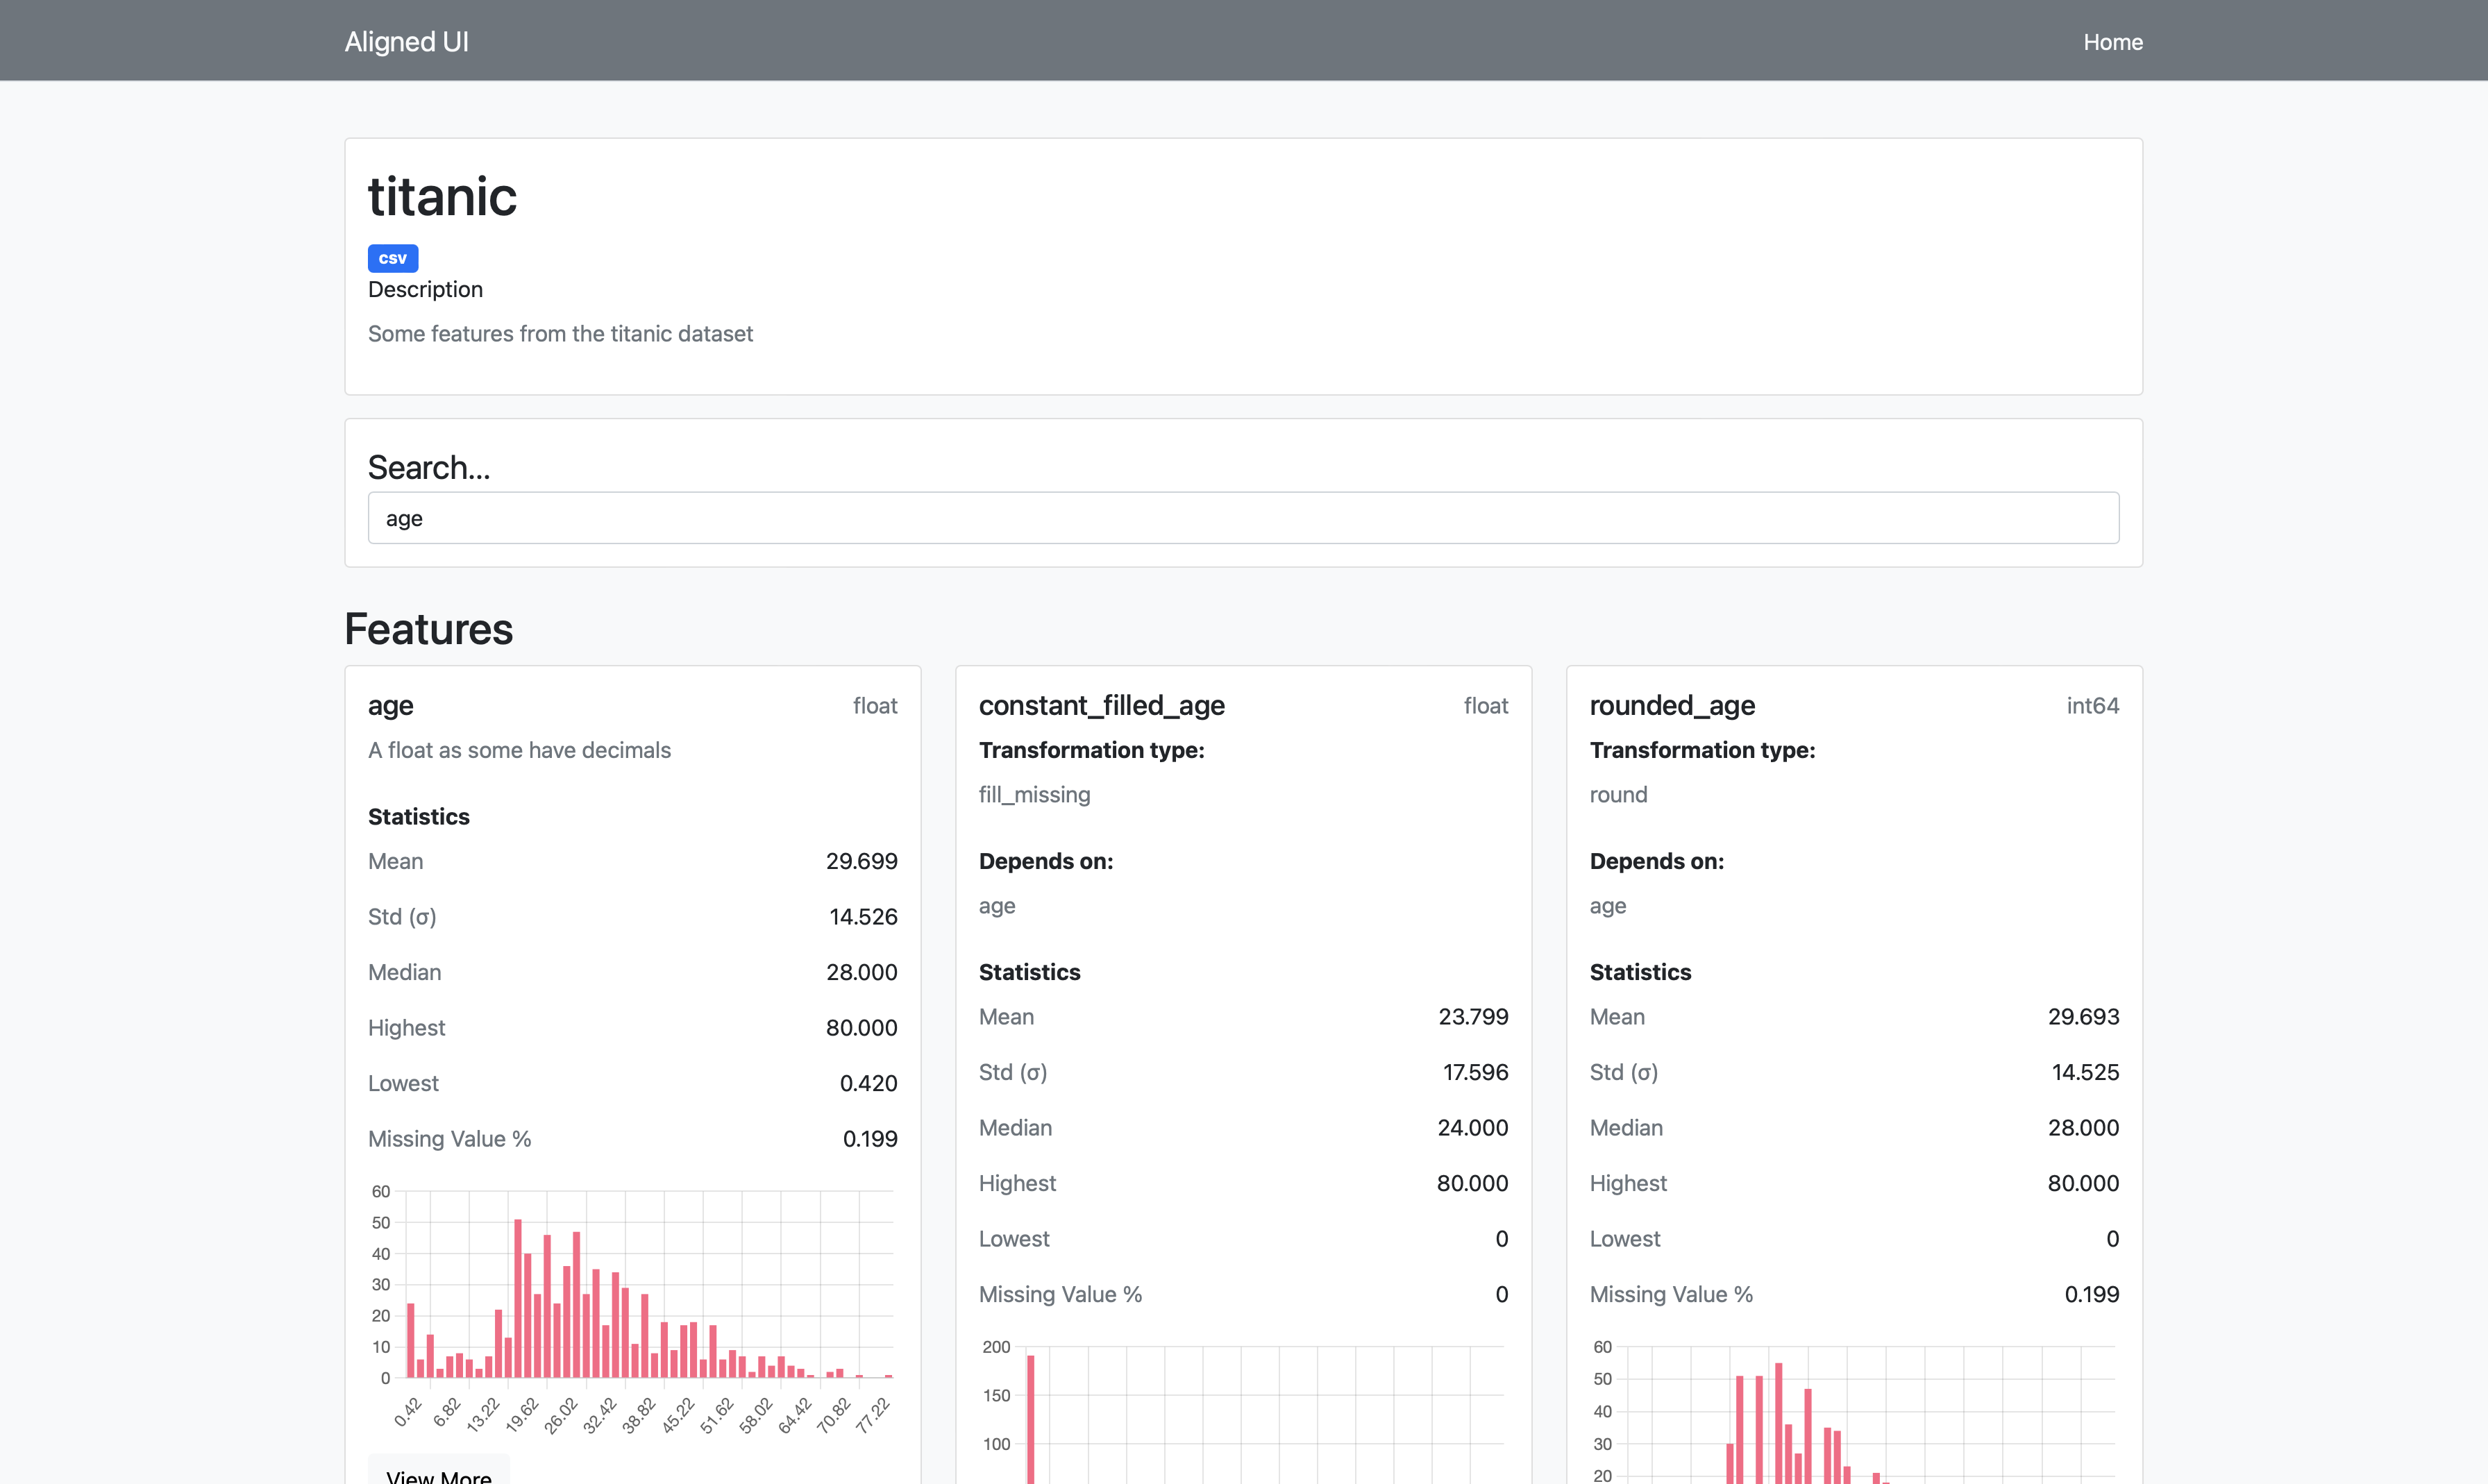 Aligned UI
Home
titanic
csv
Description
Some features from the titanic dataset
Search...
age
Features
age float
A float as some have decimals
Statistics
Mean 29.699
Std (σ) 14.526
Median 28.000
Highest 80.000
Lowest 0.420
Missing Value % 0.199
60
50
40
30
20
10
0
0.42 6.82 13.22 19.62 26.02 32.42 38.82 45.22 51.62 58.02 64.42 70.82 77.22
View More
constant_filled_age float
Transformation type:
fill_missing
Depends on:
age
Statistics
Mean 23.799
Std (σ) 17.596
Median 24.000
Highest 80.000
Lowest 0
Missing Value % 0
200
150
100
rounded_age int64
Transformation type:
round
Depends on:
age
Statistics
Mean 29.693
Std (σ) 14.525
Median 28.000
Highest 80.000
Lowest 0
Missing Value % 0.199
60
50
40
30
20